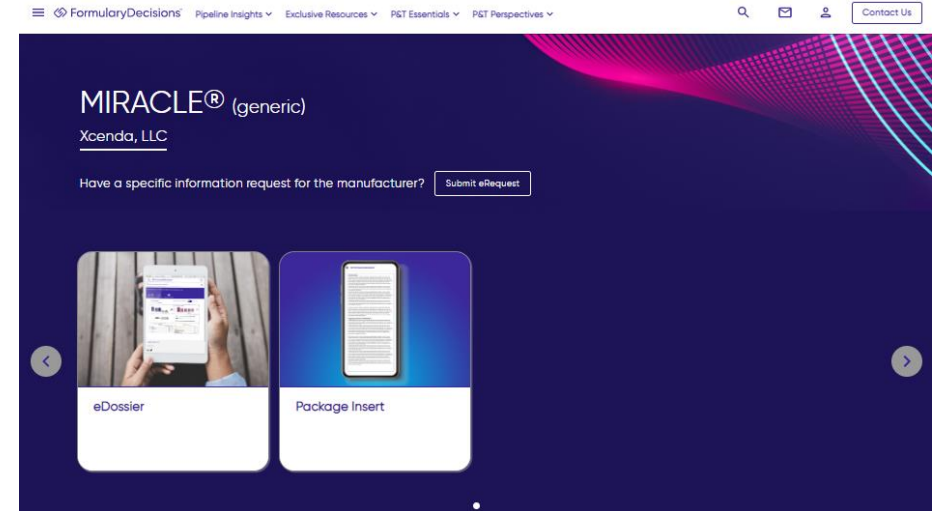 FormularyDecisions Pipeline Insights Exclusive Resources P&T Essentials P&T Perspectives Contact Us
MIRACLE® (generic)
Xcenda, LLC
Have a specific information request for the manufacturer? Submit eRequest
eDossier Package Insert